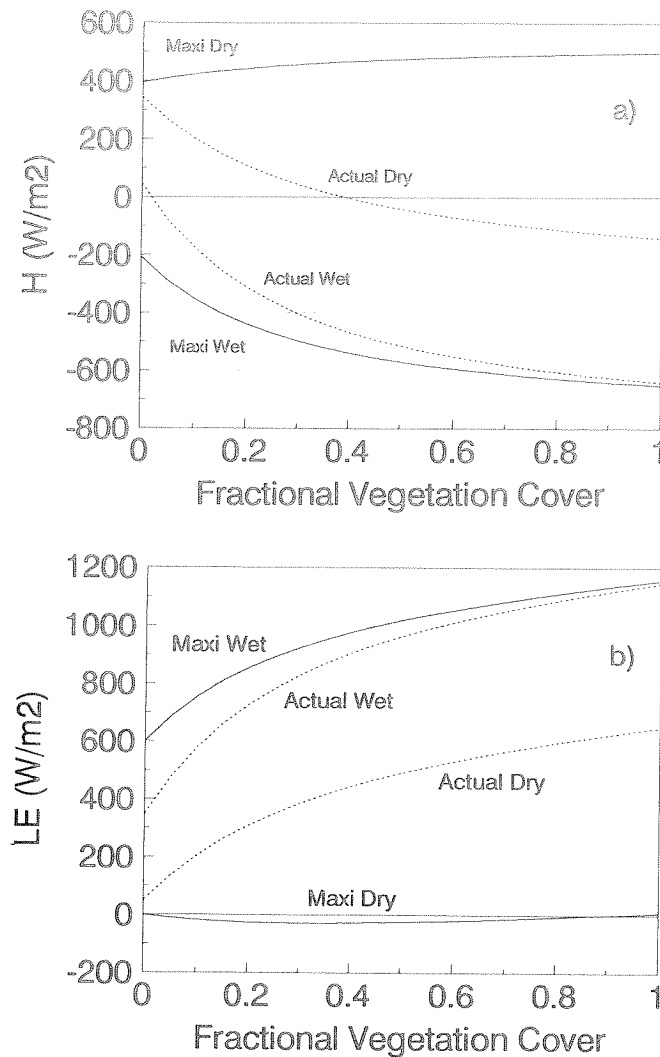 600
Maxi Dry
400
a)
200
Actual Dry
0
H (W/m2)
-200
Actual Wet
-400
Maxi Wet
-600
-800
0 0.2 0.4 0.6 0.8 1
Fractional Vegetation Cover
1200
1000
Maxi Wet
b)
800
Actual Wet
600
LE (W/m2)
400
Actual Dry
200
Maxi Dry
0
-200
0 0.2 0.4 0.6 0.8 1
Fractional Vegetation Cover